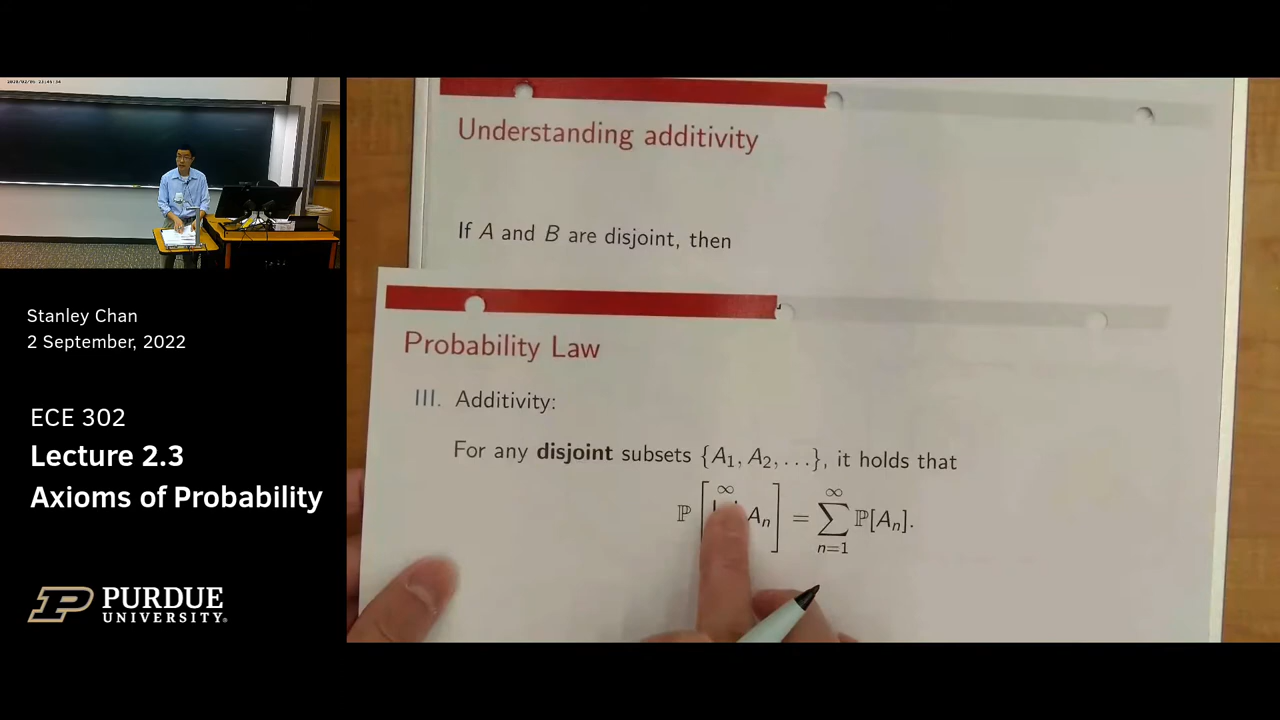 Stanley Chan
2 September, 2022
ECE 302
Lecture 2.3
Axioms of Probability
PURDUE
UNIVERSITY.
Understanding additivity
If A and B are disjoint, then
Probability Law
III. Additivity:
For any disjoint subsets {A₁, A₂, . . .}, it holds that
ℙ [ ∞ Aₙ ] = ∑ₙ₌₁^∞ ℙ[Aₙ].